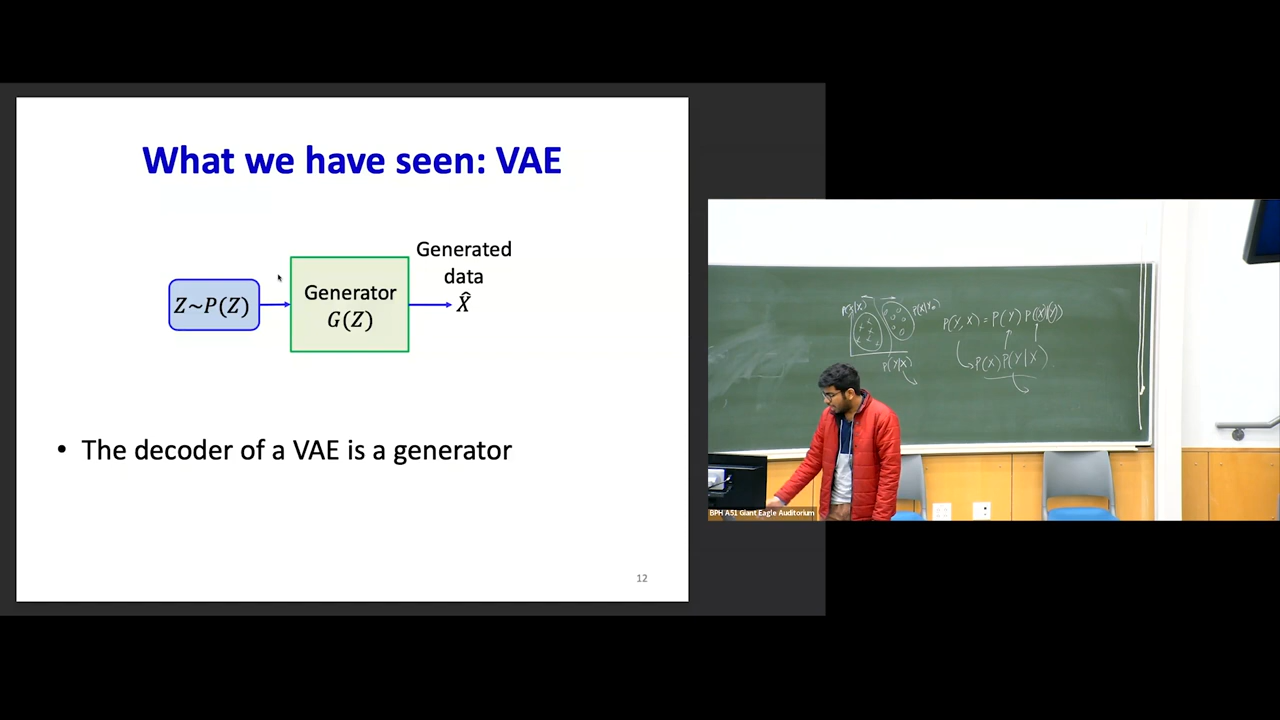 What we have seen: VAE
Z~P(Z)
Generator
G(Z)
Generated
data
X̂
• The decoder of a VAE is a generator
12
P(Y,X) = P(Y) P(X|Y)
P(X)P(Y|X)
P(Y|X)
BPH A51 Giant Eagle Auditorium